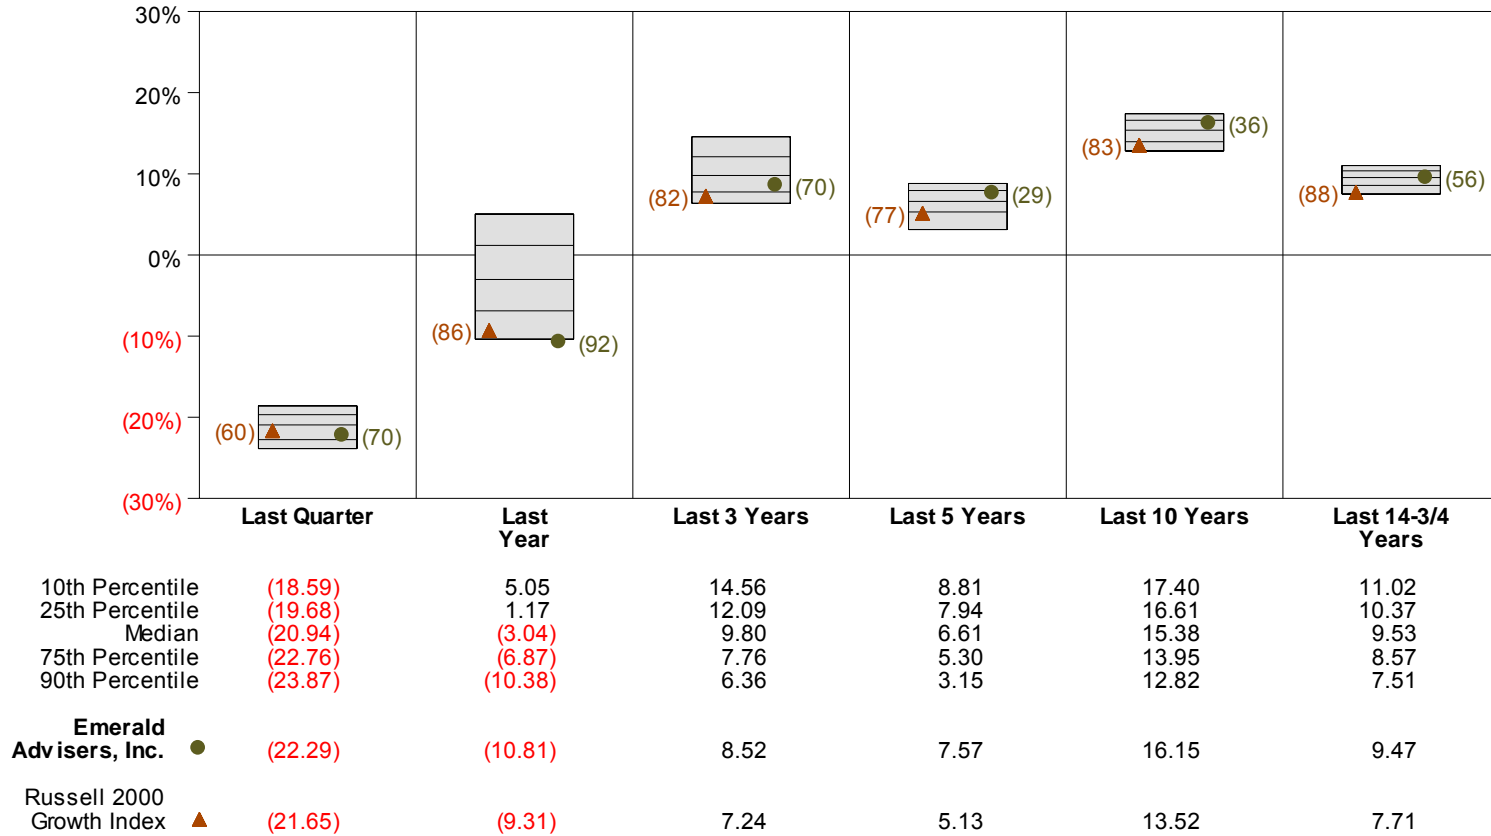 30%
20%
10%
0%
(10%)
(20%)
(30%)
(60) (70)
(86) (92)
(82) (70)
(77) (29)
(83) (36)
(88) (56)
Last Quarter Last Year Last 3 Years Last 5 Years Last 10 Years Last 14-3/4 Years
10th Percentile (18.59) 5.05 14.56 8.81 17.40 11.02
25th Percentile (19.68) 1.17 12.09 7.94 16.61 10.37
Median (20.94) (3.04) 9.80 6.61 15.38 9.53
75th Percentile (22.76) (6.87) 7.76 5.30 13.95 8.57
90th Percentile (23.87) (10.38) 6.36 3.15 12.82 7.51
Emerald
Advisers, Inc. (22.29) (10.81) 8.52 7.57 16.15 9.47
Russell 2000
Growth Index (21.65) (9.31) 7.24 5.13 13.52 7.71